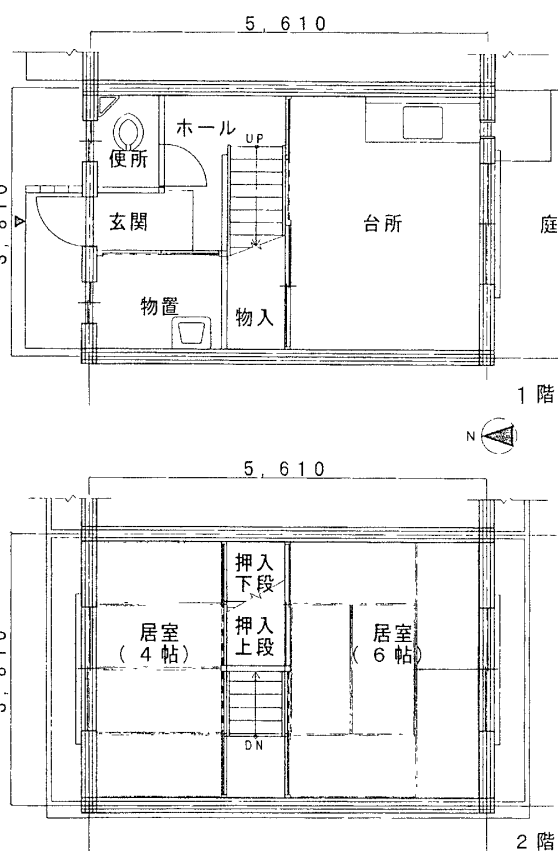 5,610
ホール
UP
便所
玄関
台所
庭
物置
物入
1階
N
5,610
押入
下段
押入
上段
居室
(4帖)
居室
(6帖)
DN
2階